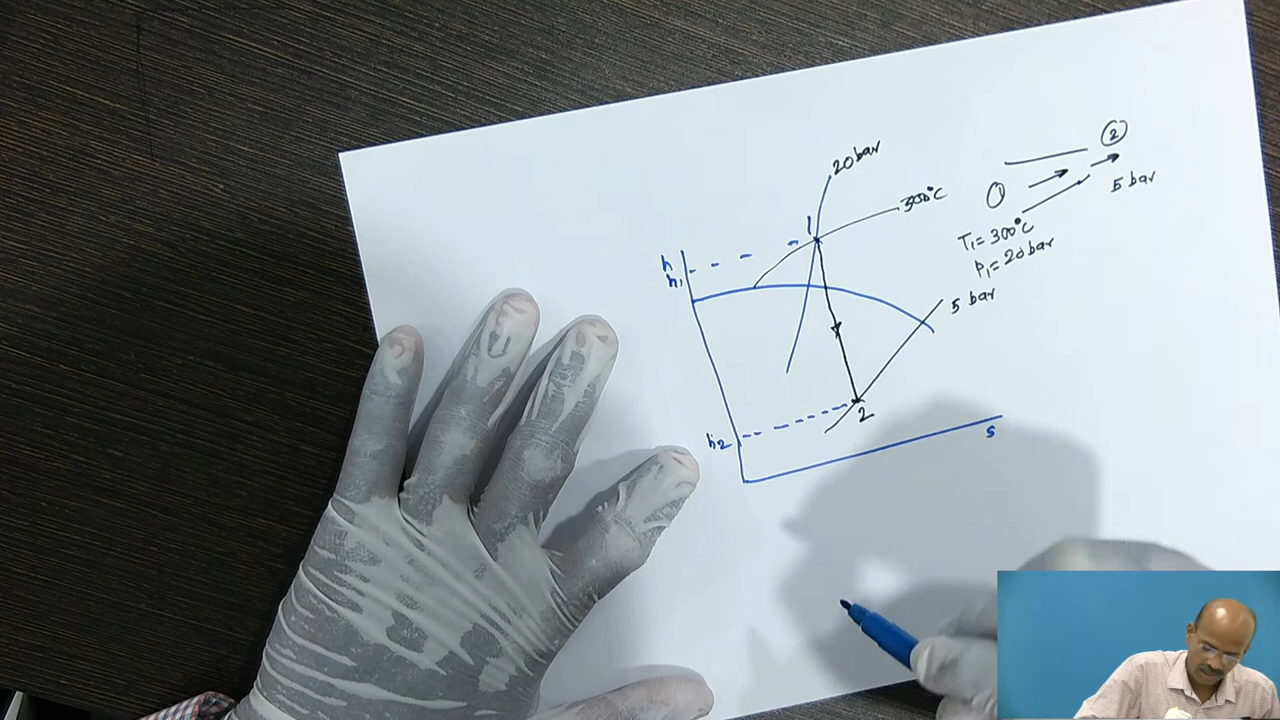 20 bar
300°C
1
h
h1
5 bar
2
h2
s
②
①
5 bar
T1 = 300°C
P1 = 20 bar